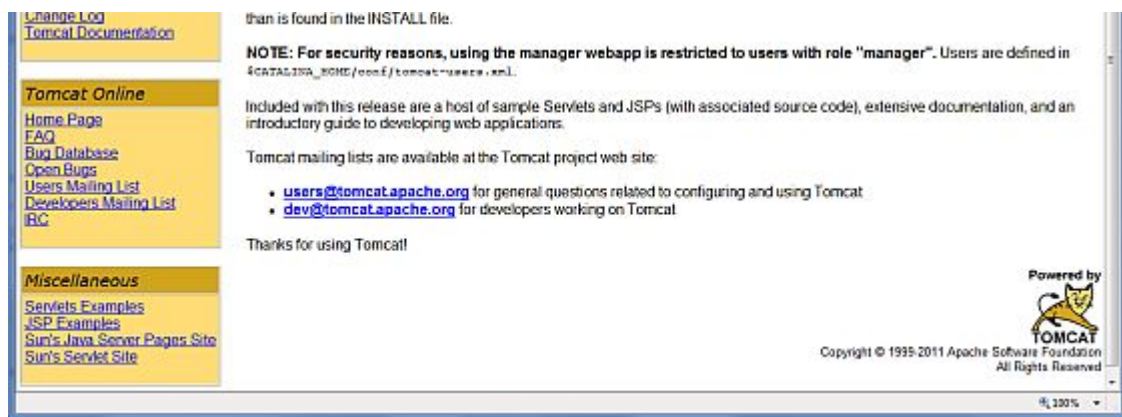 Change Log
Tomcat Documentation
Tomcat Online
Home Page
FAQ
Bug Database
Open Bugs
Users Mailing List
Developers Mailing List
IRC
Miscellaneous
Servlets Examples
JSP Examples
Sun's Java Server Pages Site
Sun's Servlet Site
than is found in the INSTALL file.
NOTE: For security reasons, using the manager webapp is restricted to users with role "manager". Users are defined in
$CATALINA_HOME/conf/tomcat-users.xml.
Included with this release are a host of sample Servlets and JSPs (with associated source code), extensive documentation, and an
introductory guide to developing web applications.
Tomcat mailing lists are available at the Tomcat project web site:
• users@tomcat.apache.org for general questions related to configuring and using Tomcat
• dev@tomcat.apache.org for developers working on Tomcat
Thanks for using Tomcat!
Powered by
TOMCAT
Copyright © 1999-2011 Apache Software Foundation
All Rights Reserved
100%